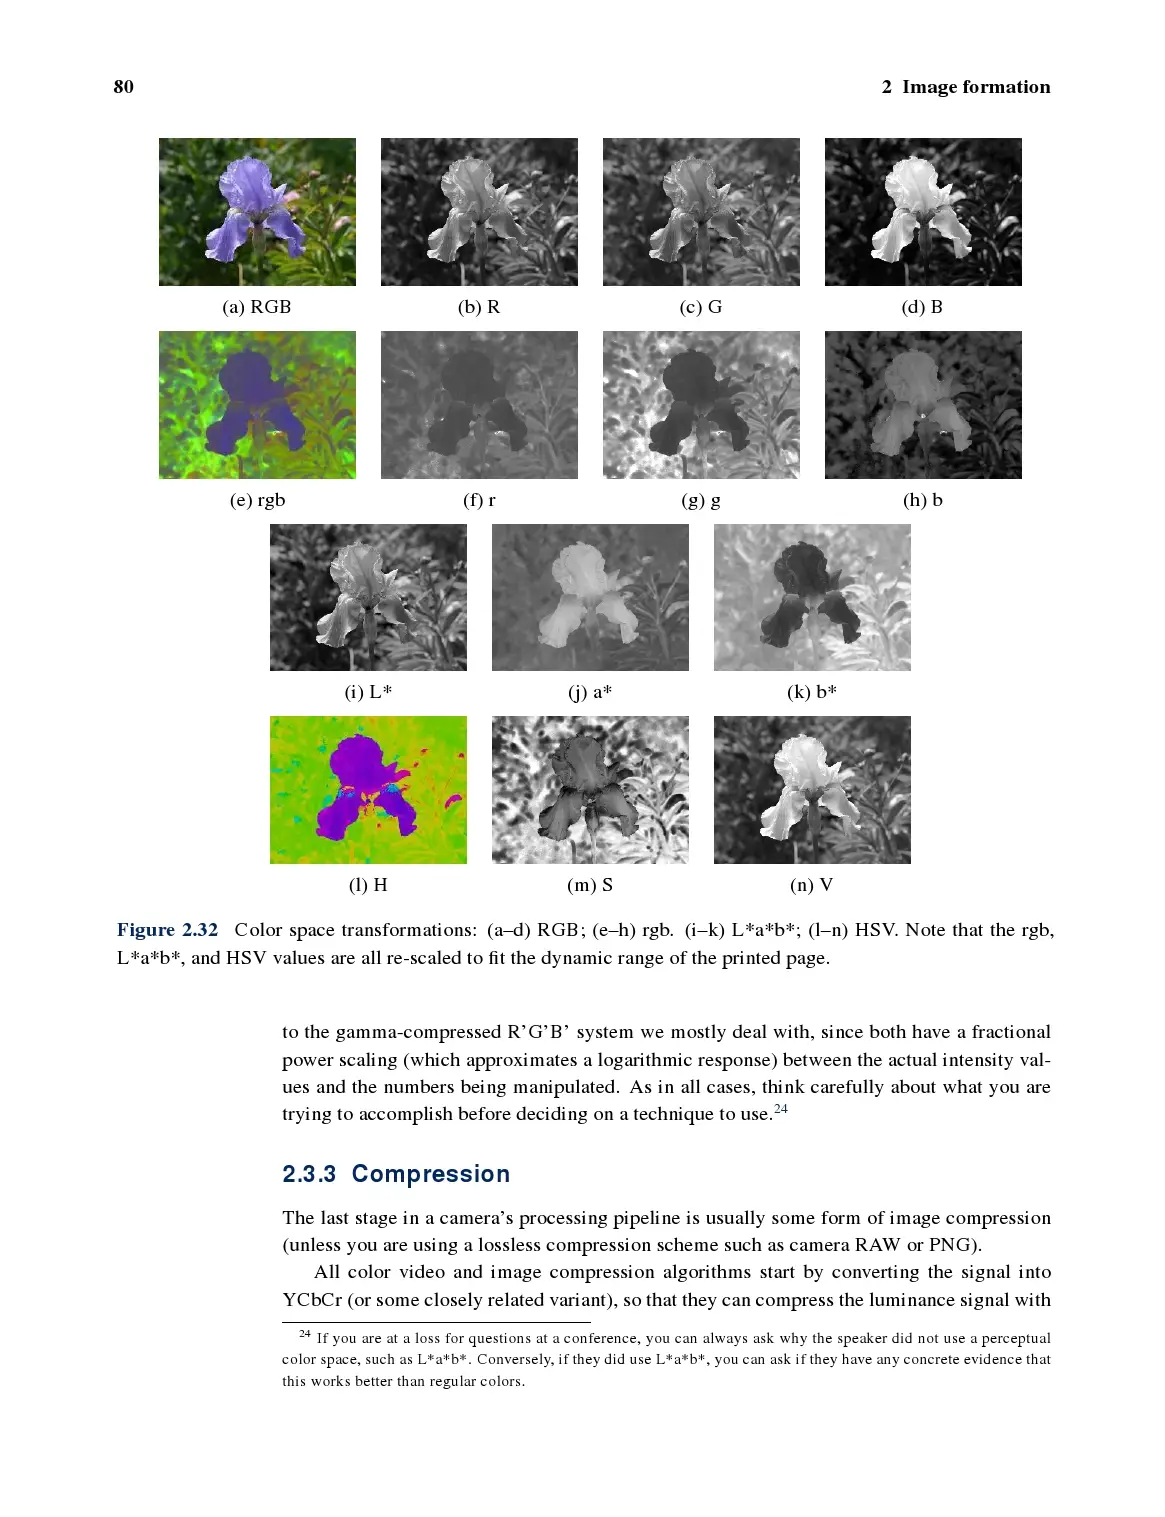 80
2 Image formation
(a) RGB
(b) R
(c) G
(d) B
(e) rgb
(f) r
(g) g
(h) b
(i) L*
(j) a*
(k) b*
(l) H
(m) S
(n) V
Figure 2.32 Color space transformations: (a–d) RGB; (e–h) rgb. (i–k) L*a*b*; (l–n) HSV. Note that the rgb,
L*a*b*, and HSV values are all re-scaled to fit the dynamic range of the printed page.
to the gamma-compressed R’G’B’ system we mostly deal with, since both have a fractional
power scaling (which approximates a logarithmic response) between the actual intensity val-
ues and the numbers being manipulated. As in all cases, think carefully about what you are
trying to accomplish before deciding on a technique to use.24
2.3.3 Compression
The last stage in a camera’s processing pipeline is usually some form of image compression
(unless you are using a lossless compression scheme such as camera RAW or PNG).
All color video and image compression algorithms start by converting the signal into
YCbCr (or some closely related variant), so that they can compress the luminance signal with
24 If you are at a loss for questions at a conference, you can always ask why the speaker did not use a perceptual
color space, such as L*a*b*. Conversely, if they did use L*a*b*, you can ask if they have any concrete evidence that
this works better than regular colors.